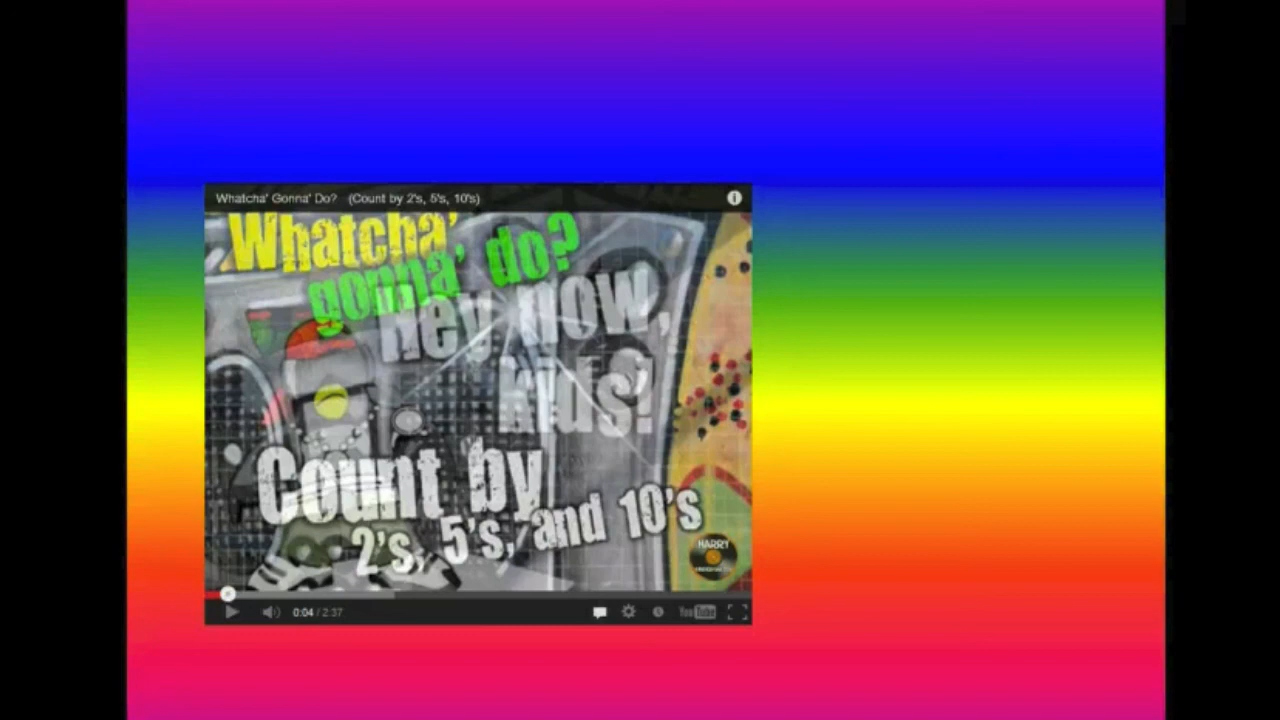 Whatcha' Gonna' Do? (Count by 2's, 5's, 10's)
Whatcha'
gonna' do?
hey now,
kids!
Count by
2's, 5's, and 10's
HARRY
0:04 / 2:37
YouTube